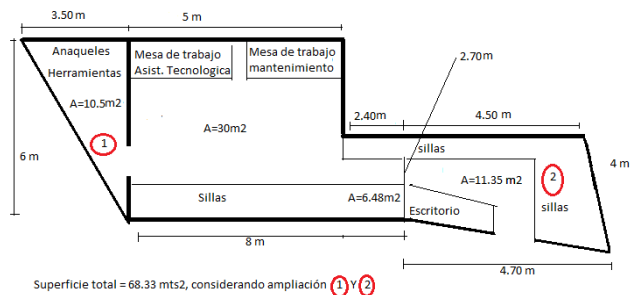 3.50 m
5 m
Anaqueles
Herramientas
Mesa de trabajo
Asist. Tecnologica
Mesa de trabajo
mantenimiento
2.70m
A=10.5m2
A=30m2
2.40m
4.50 m
1
6 m
sillas
4 m
A=11.35 m2
2
Sillas
A=6.48m2
Escritorio
sillas
8 m
4.70m
Superficie total = 68.33 mts2, considerando ampliación 1 Y 2